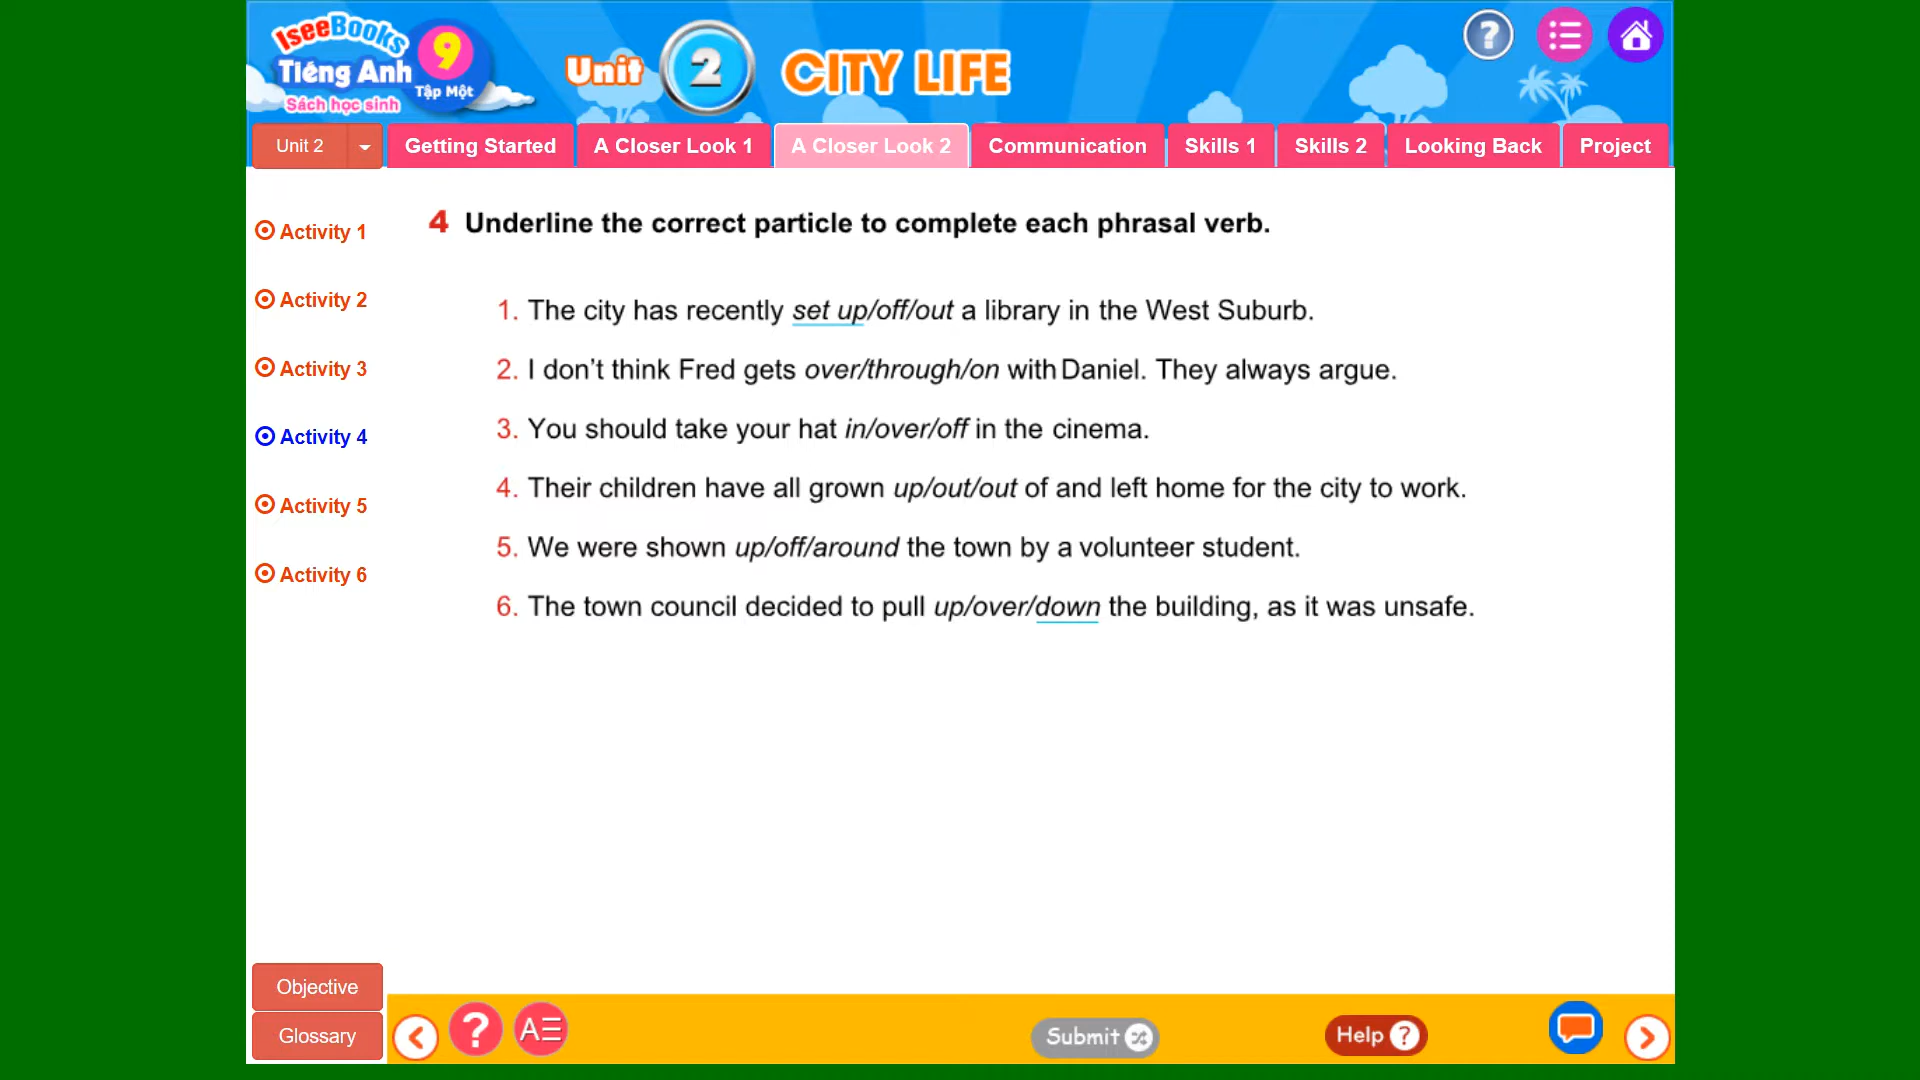 IseeBooks
Tiếng Anh 9
Tập Một
Sách học sinh
Unit 2 CITY LIFE
?
Unit 2
Getting Started
A Closer Look 1
A Closer Look 2
Communication
Skills 1
Skills 2
Looking Back
Project
Activity 1
Activity 2
Activity 3
Activity 4
Activity 5
Activity 6
4 Underline the correct particle to complete each phrasal verb.
1. The city has recently set up/off/out a library in the West Suburb.
2. I don’t think Fred gets over/through/on with Daniel. They always argue.
3. You should take your hat in/over/off in the cinema.
4. Their children have all grown up/out/out of and left home for the city to work.
5. We were shown up/off/around the town by a volunteer student.
6. The town council decided to pull up/over/down the building, as it was unsafe.
Objective
Glossary
?
A
Submit
Help ?